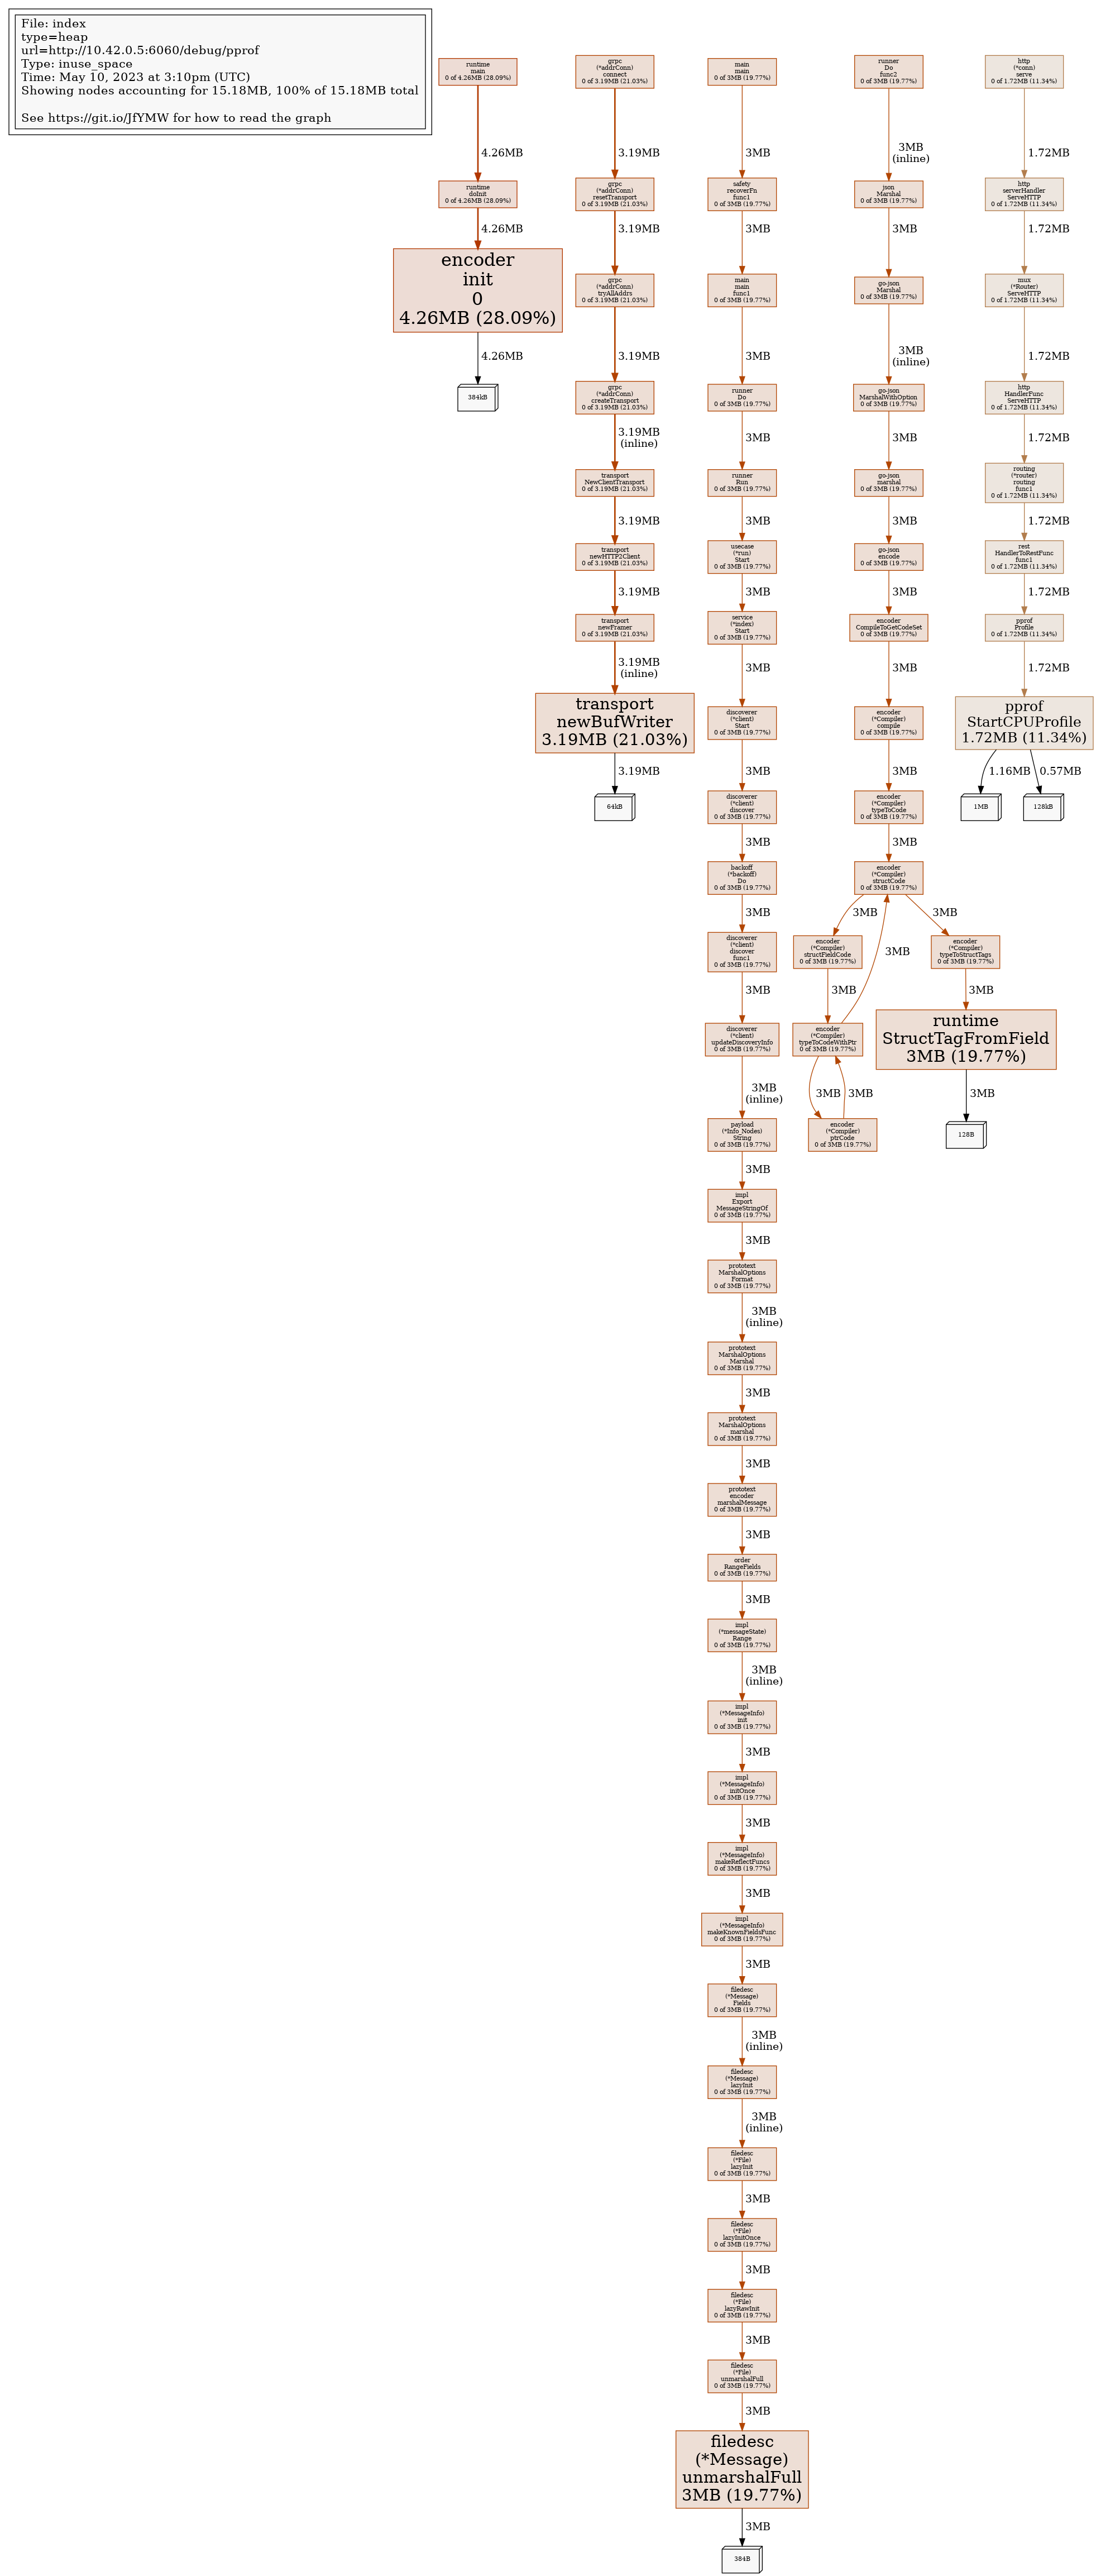 File: index
type=heap
url=http://10.42.0.5:6060/debug/pprof
Type: inuse_space
Time: May 10, 2023 at 3:10pm (UTC)
Showing nodes accounting for 15.18MB, 100% of 15.18MB total
See https://git.io/JfYMW for how to read the graph
runtime
main
0 of 4.26MB (28.09%)
4.26MB
runtime
doInit
0 of 4.26MB (28.09%)
4.26MB
encoder
init
0
4.26MB (28.09%)
4.26MB
384kB
grpc
(*addrConn)
connect
0 of 3.19MB (21.03%)
3.19MB
grpc
(*addrConn)
resetTransport
0 of 3.19MB (21.03%)
3.19MB
grpc
(*addrConn)
tryAllAddrs
0 of 3.19MB (21.03%)
3.19MB
grpc
(*addrConn)
createTransport
0 of 3.19MB (21.03%)
3.19MB
(inline)
transport
NewClientTransport
0 of 3.19MB (21.03%)
3.19MB
transport
newHTTP2Client
0 of 3.19MB (21.03%)
3.19MB
transport
newFramer
0 of 3.19MB (21.03%)
3.19MB
(inline)
transport
newBufWriter
3.19MB (21.03%)
3.19MB
64kB
main
main
0 of 3MB (19.77%)
3MB
safety
recoverFn
func1
0 of 3MB (19.77%)
3MB
main
main
func1
0 of 3MB (19.77%)
3MB
runner
Do
0 of 3MB (19.77%)
3MB
runner
Run
0 of 3MB (19.77%)
3MB
usecase
(*run)
Start
0 of 3MB (19.77%)
3MB
service
(*index)
Start
0 of 3MB (19.77%)
3MB
discoverer
(*client)
Start
0 of 3MB (19.77%)
3MB
discoverer
(*client)
discover
0 of 3MB (19.77%)
3MB
backoff
(*backoff)
Do
0 of 3MB (19.77%)
3MB
discoverer
(*client)
discover
func1
0 of 3MB (19.77%)
3MB
discoverer
(*client)
updateDiscoveryInfo
0 of 3MB (19.77%)
3MB
(inline)
payload
(*Info_Nodes)
String
0 of 3MB (19.77%)
3MB
impl
Export
MessageStringOf
0 of 3MB (19.77%)
3MB
prototext
MarshalOptions
Format
0 of 3MB (19.77%)
3MB
(inline)
prototext
MarshalOptions
Marshal
0 of 3MB (19.77%)
3MB
prototext
MarshalOptions
marshal
0 of 3MB (19.77%)
3MB
prototext
encoder
marshalMessage
0 of 3MB (19.77%)
3MB
order
RangeFields
0 of 3MB (19.77%)
3MB
impl
(*messageState)
Range
0 of 3MB (19.77%)
3MB
(inline)
impl
(*MessageInfo)
init
0 of 3MB (19.77%)
3MB
impl
(*MessageInfo)
initOnce
0 of 3MB (19.77%)
3MB
impl
(*MessageInfo)
makeReflectFuncs
0 of 3MB (19.77%)
3MB
impl
(*MessageInfo)
makeKnownFieldsFunc
0 of 3MB (19.77%)
3MB
filedesc
(*Message)
Fields
0 of 3MB (19.77%)
3MB
(inline)
filedesc
(*Message)
lazyInit
0 of 3MB (19.77%)
3MB
(inline)
filedesc
(*File)
lazyInit
0 of 3MB (19.77%)
3MB
filedesc
(*File)
lazyInitOnce
0 of 3MB (19.77%)
3MB
filedesc
(*File)
lazyRawInit
0 of 3MB (19.77%)
3MB
filedesc
(*File)
unmarshalFull
0 of 3MB (19.77%)
3MB
filedesc
(*Message)
unmarshalFull
3MB (19.77%)
3MB
384B
runner
Do
func2
0 of 3MB (19.77%)
3MB
(inline)
json
Marshal
0 of 3MB (19.77%)
3MB
go-json
Marshal
0 of 3MB (19.77%)
3MB
(inline)
go-json
MarshalWithOption
0 of 3MB (19.77%)
3MB
go-json
marshal
0 of 3MB (19.77%)
3MB
go-json
encode
0 of 3MB (19.77%)
3MB
encoder
CompileToGetCodeSet
0 of 3MB (19.77%)
3MB
encoder
(*Compiler)
compile
0 of 3MB (19.77%)
3MB
encoder
(*Compiler)
typeToCode
0 of 3MB (19.77%)
3MB
encoder
(*Compiler)
structCode
0 of 3MB (19.77%)
3MB
3MB
3MB
encoder
(*Compiler)
structFieldCode
0 of 3MB (19.77%)
3MB
encoder
(*Compiler)
typeToStructTags
0 of 3MB (19.77%)
3MB
encoder
(*Compiler)
typeToCodeWithPtr
0 of 3MB (19.77%)
3MB
3MB
encoder
(*Compiler)
ptrCode
0 of 3MB (19.77%)
runtime
StructTagFromField
3MB (19.77%)
3MB
128B
http
(*conn)
serve
0 of 1.72MB (11.34%)
1.72MB
http
serverHandler
ServeHTTP
0 of 1.72MB (11.34%)
1.72MB
mux
(*Router)
ServeHTTP
0 of 1.72MB (11.34%)
1.72MB
http
HandlerFunc
ServeHTTP
0 of 1.72MB (11.34%)
1.72MB
routing
(*router)
routing
func1
0 of 1.72MB (11.34%)
1.72MB
rest
HandlerToRestFunc
func1
0 of 1.72MB (11.34%)
1.72MB
pprof
Profile
0 of 1.72MB (11.34%)
1.72MB
pprof
StartCPUProfile
1.72MB (11.34%)
1.16MB
0.57MB
1MB
128kB